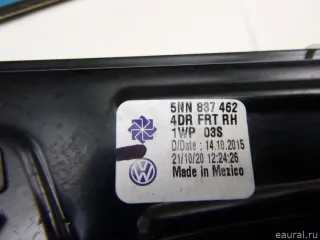 5NN 837 462
4DR FRT RH
1WP 03S
D/Date : 14.10.2015
21/10/20 12:24:26
Made in Mexico
eaural.ru